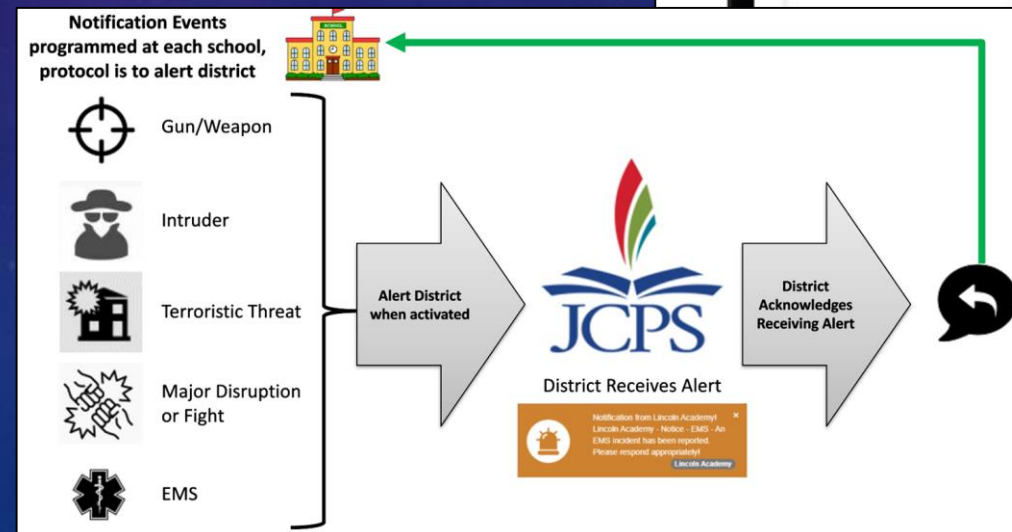 Notification Events
programmed at each school,
protocol is to alert district
SCHOOL
Gun/Weapon
Intruder
Terroristic Threat
Major Disruption
or Fight
EMS
Alert District
when activated
JCPS
District Receives Alert
Notification from Lincoln Academy!
Lincoln Academy - Notice - EMS - An
EMS incident has been reported.
Please respond appropriately!
×
Lincoln Academy
District
Acknowledges
Receiving Alert